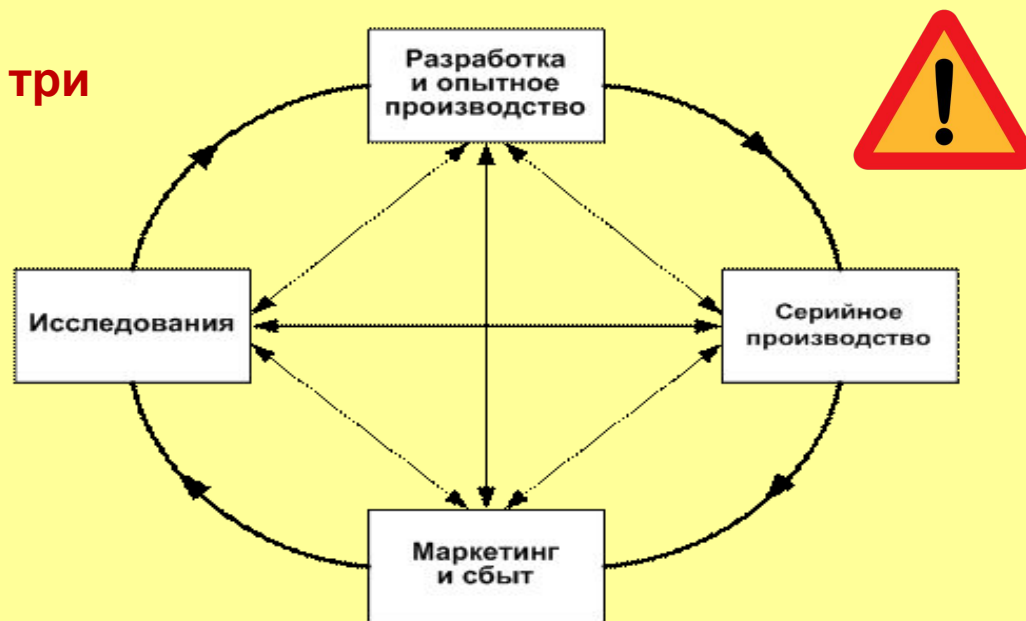 три
Разработка
и опытное
производство
Исследования
Серийное
производство
Маркетинг
и сбыт